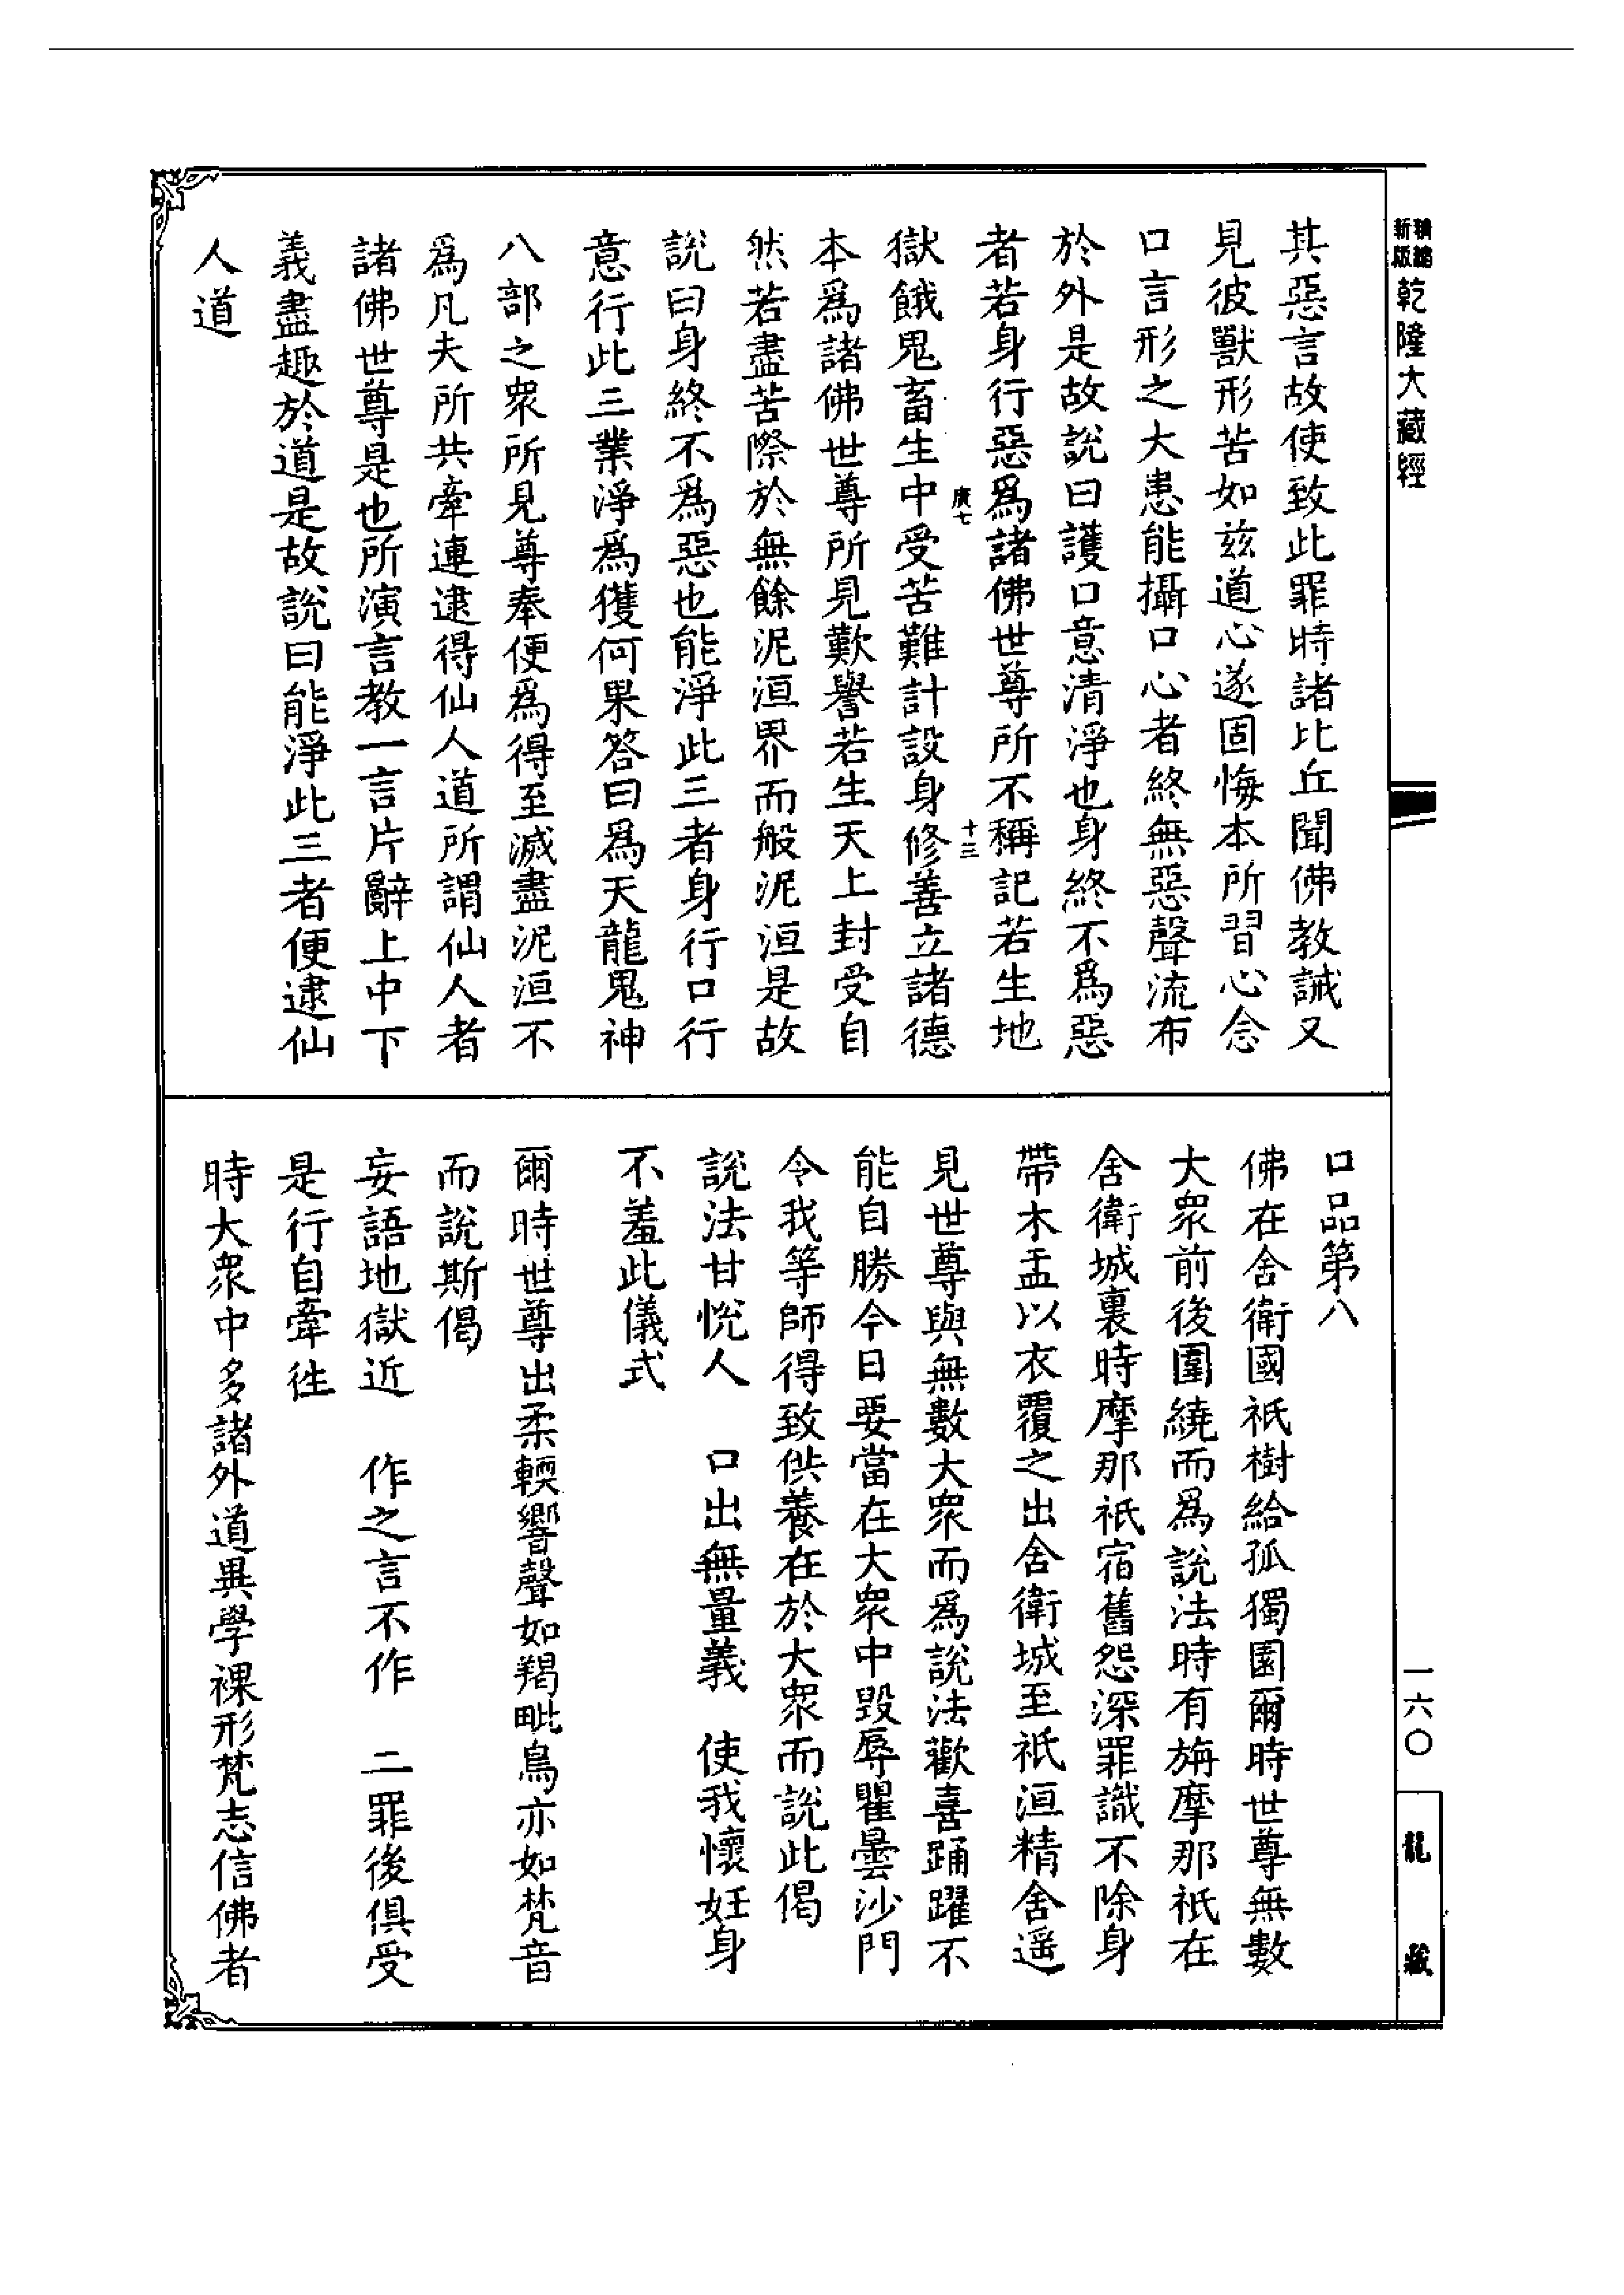 新版精縮乾隆大藏經
其惡言故使致此罪時諸比丘聞佛教誡又
見彼獸形苦如兹道心遂固悔本所習心念
口言形之大患能攝口心者終無惡聲流布
於外是故說曰護口意清淨也身終不爲惡
者若身行惡爲諸佛世尊所不稱記若生地
廣七 十三
獄餓鬼畜生中受苦難計設身修善立諸德
本爲諸佛世尊所見歎譽若生天上封受自
然若盡苦際於無餘泥洹界而般泥洹是故
說曰身終不爲惡也能淨此三者身行口行
意行此三業淨爲獲何果答曰爲天龍鬼神
八部之眾所見尊奉便爲得至滅盡泥洹不
爲凡夫所共牽連逮得仙人道所謂仙人者
諸佛世尊是也所演言教一言片辭上中下
義盡趣於道是故說曰能淨此三者便逮仙
人道
口品第八
佛在舍衛國祇樹給孤獨園爾時世尊無數
大眾前後圍繞而爲說法時有旃摩那祇在
舍衛城裏時摩那祇宿舊怨深罪識不除身
帶木盂以衣覆之出舍衛城至祇洹精舍遥
見世尊與無數大眾而爲說法歡喜踊躍不
能自勝今日要當在大眾中毀辱瞿曇沙門
令我等師得致供養在於大眾而說此偈
說法甘悅人　口出無量義　使我懷妊身
不羞此儀式
爾時世尊出柔輭響聲如羯毗鳥亦如梵音
而說斯偈
妄語地獄近　作之言不作　二罪後俱受
是行自牽徃
時大眾中多諸外道異學裸形梵志信佛者
一六〇
龍藏